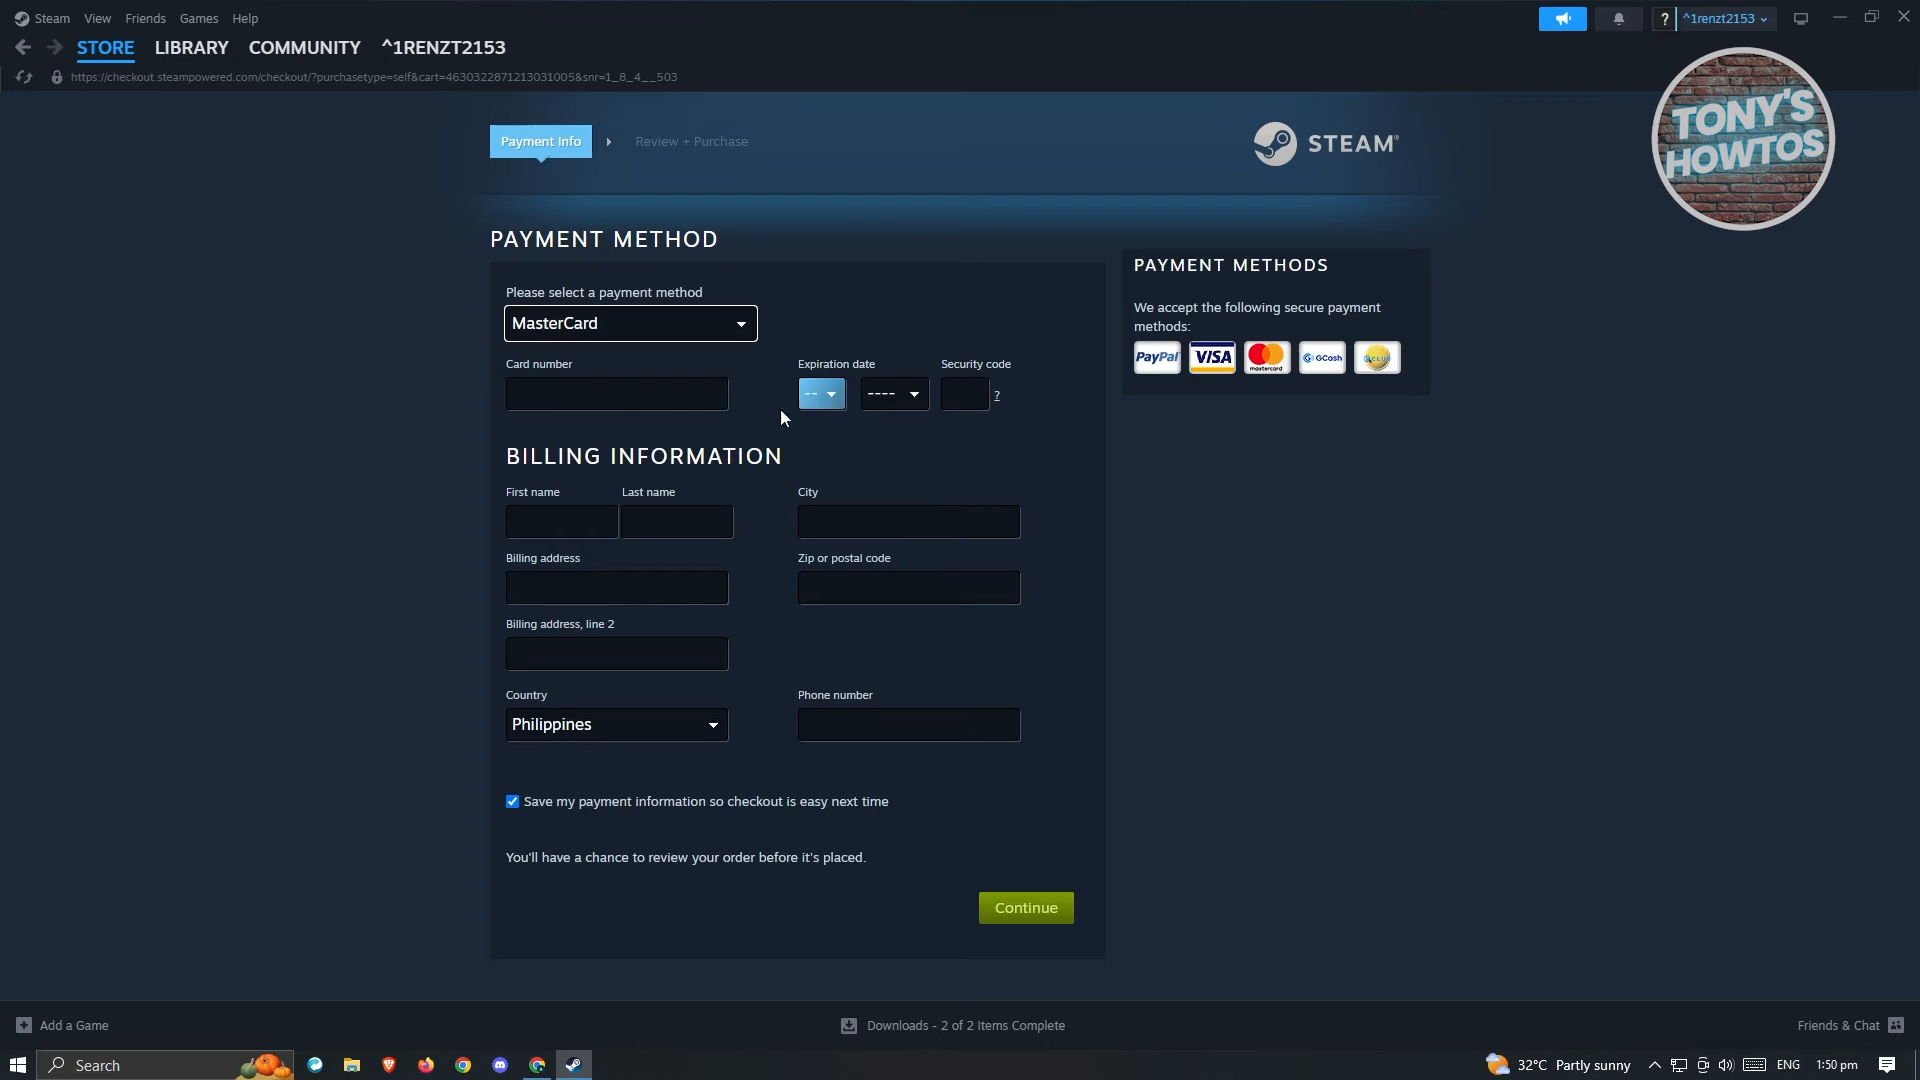 Steam View Friends Games Help
? ^1renzt2153
STORE LIBRARY COMMUNITY ^1RENZT2153
https://checkout.steampowered.com/checkout/?purchasetype=self&cart=4630322871213031005&snr=1_8_4__503
TONY'S
HOWTOS
Payment Info Review + Purchase
STEAM®
PAYMENT METHOD
Please select a payment method
MasterCard
Card number Expiration date Security code
-- ---- ?
BILLING INFORMATION
First name Last name City
Billing address Zip or postal code
Billing address, line 2
Country Phone number
Philippines
Save my payment information so checkout is easy next time
You'll have a chance to review your order before it's placed.
Continue
PAYMENT METHODS
We accept the following secure payment
methods:
PayPal VISA mastercard GCash
Add a Game Downloads - 2 of 2 Items Complete Friends & Chat
Search 32°C Partly sunny ENG 1:50 pm